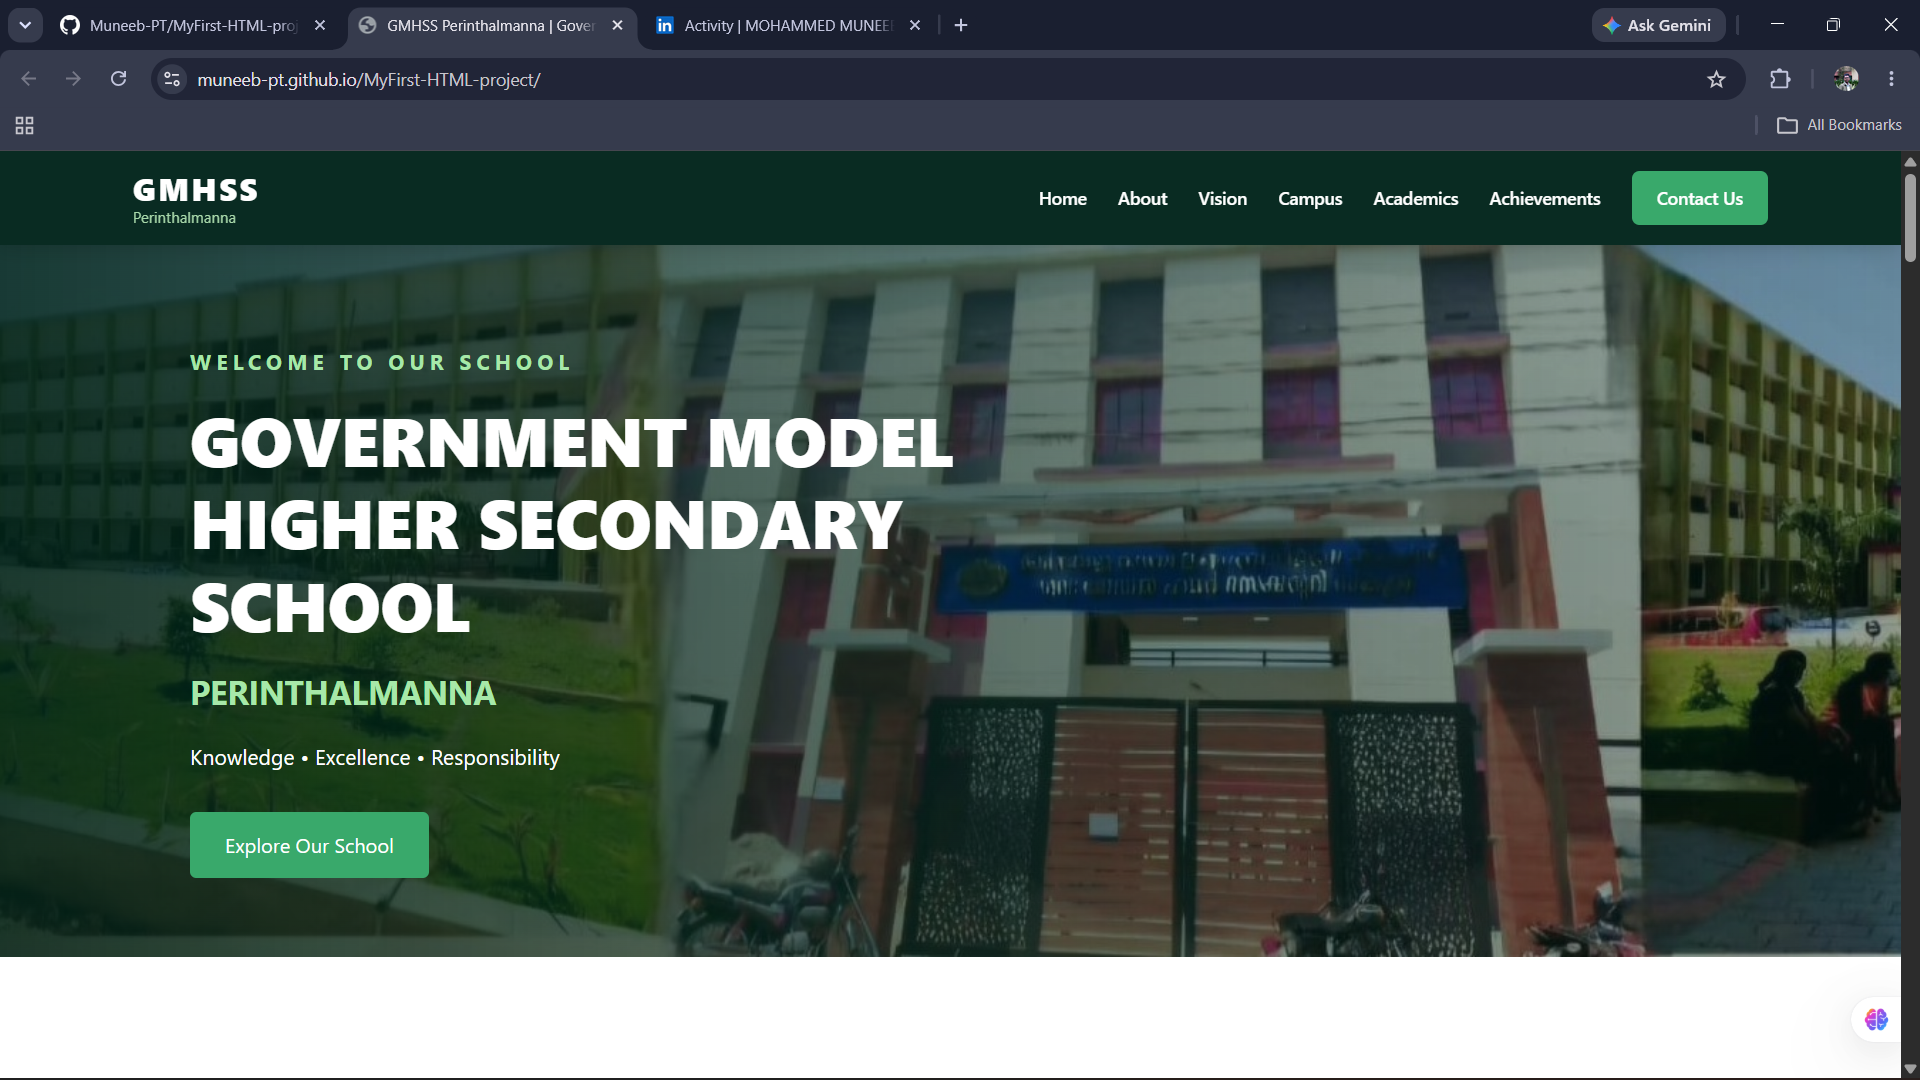 Muneeb-PT/MyFirst-HTML-proj
GMHSS Perinthalmanna | Gover
Activity | MOHAMMED MUNEE
Ask Gemini
muneeb-pt.github.io/MyFirst-HTML-project/
All Bookmarks
GMHSS
Perinthalmanna
Home
About
Vision
Campus
Academics
Achievements
Contact Us
WELCOME TO OUR SCHOOL
GOVERNMENT MODEL
HIGHER SECONDARY
SCHOOL
PERINTHALMANNA
Knowledge • Excellence • Responsibility
Explore Our School